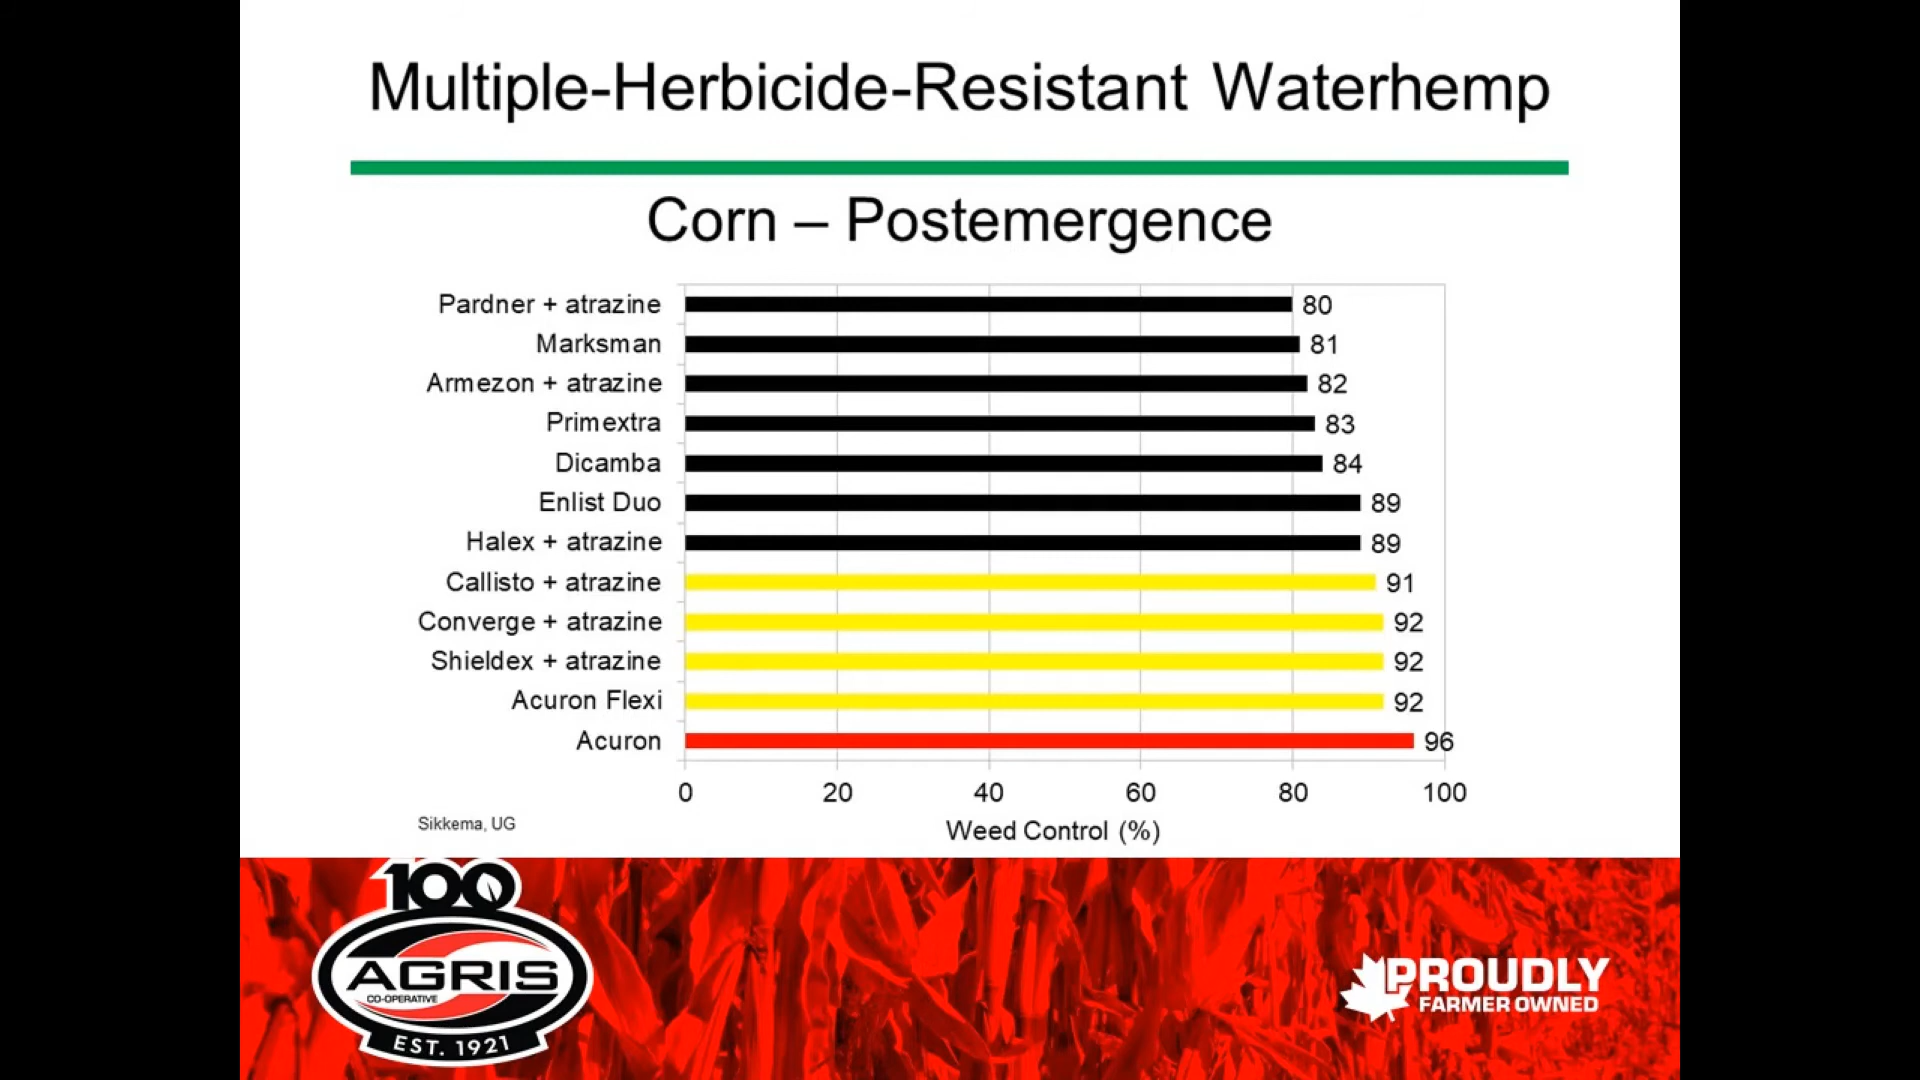 Multiple-Herbicide-Resistant Waterhemp
Corn – Postemergence
Pardner + atrazine 80
Marksman 81
Armezon + atrazine 82
Primextra 83
Dicamba 84
Enlist Duo 89
Halex + atrazine 89
Callisto + atrazine 91
Converge + atrazine 92
Shieldex + atrazine 92
Acuron Flexi 92
Acuron 96
0 20 40 60 80 100
Weed Control (%)
Sikkema, UG
100
AGRIS
CO-OPERATIVE
EST. 1921
PROUDLY
FARMER OWNED